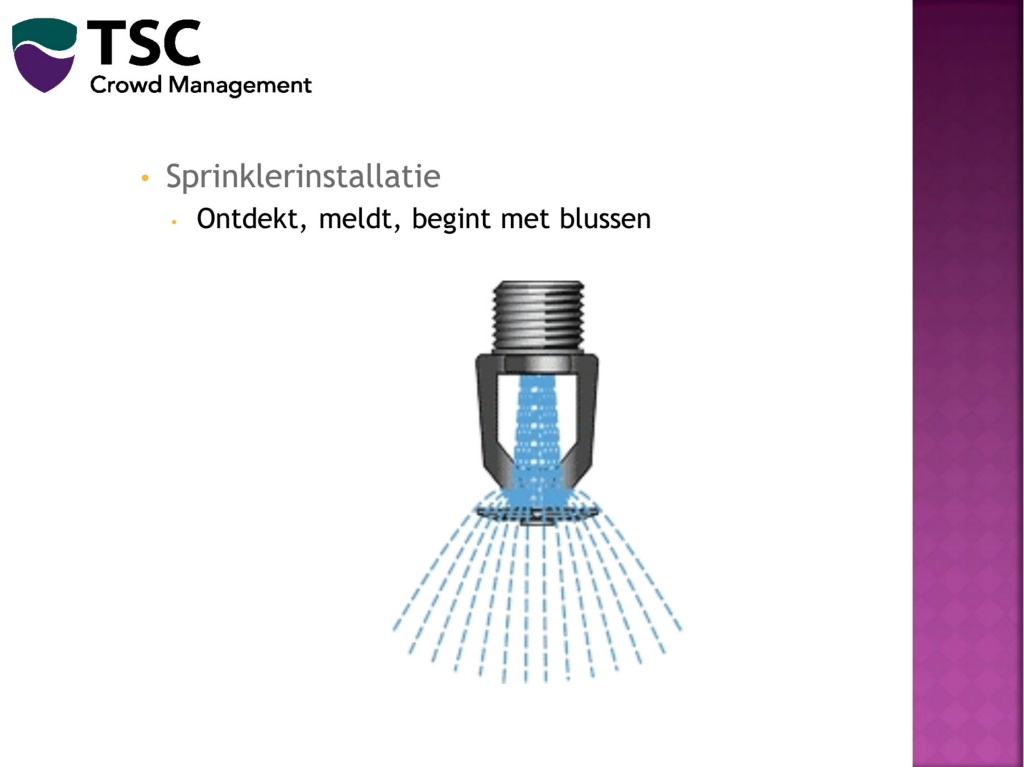 TSC
Crowd Management
• Sprinklerinstallatie
• Ontdekt, meldt, begint met blussen